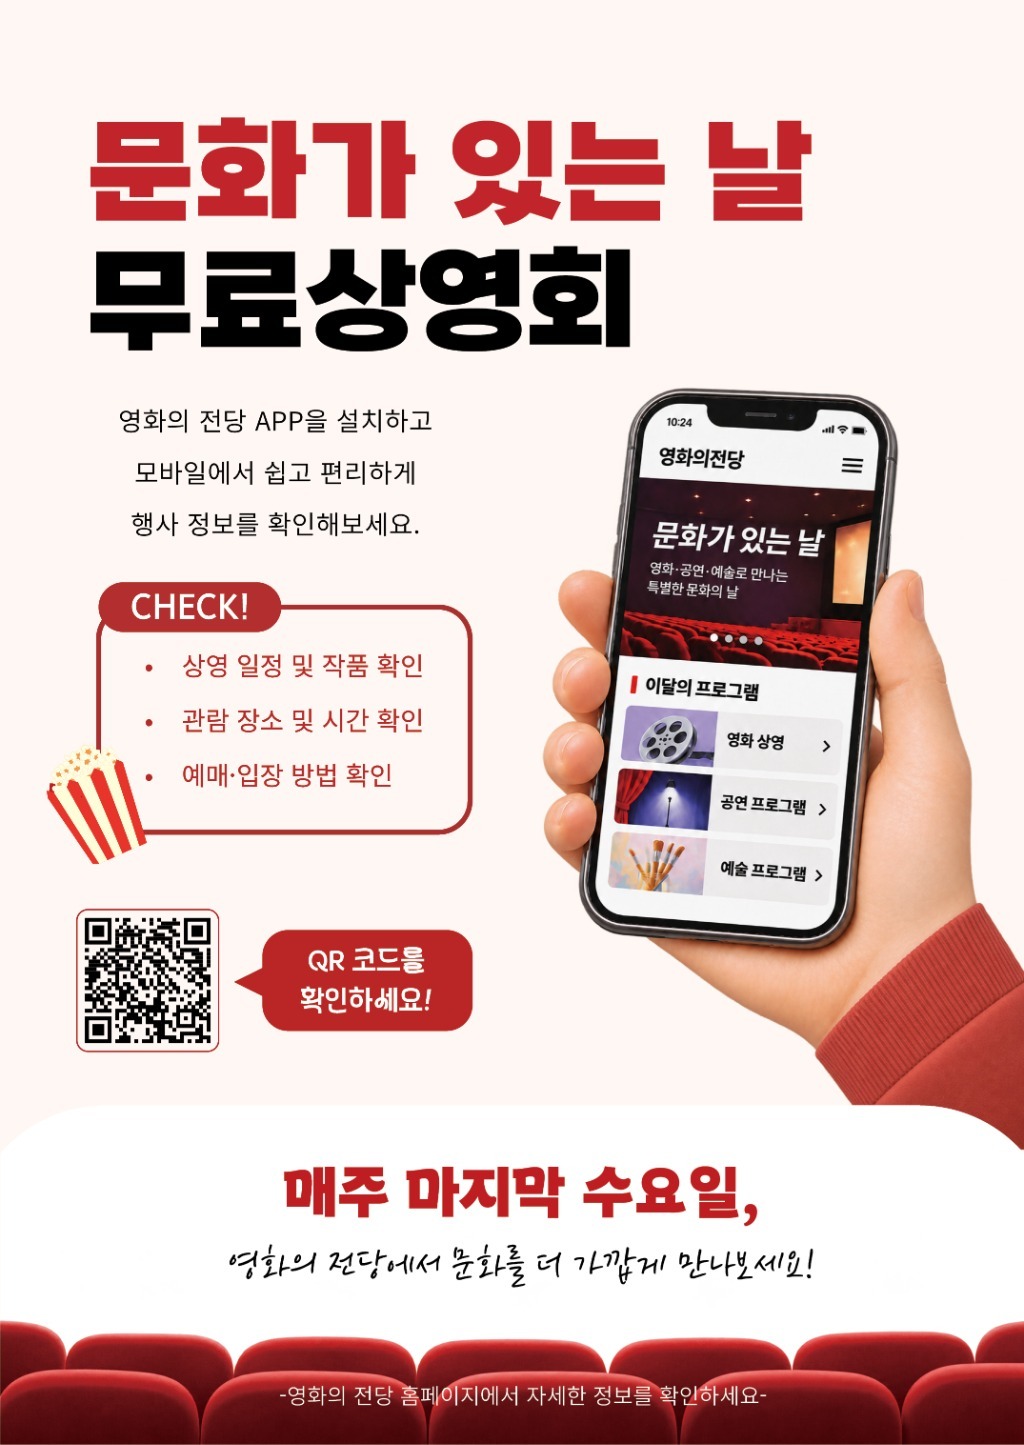 문화가 있는 날
무료상영회
영화의 전당 APP을 설치하고
모바일에서 쉽고 편리하게
행사 정보를 확인해보세요.
CHECK!
• 상영 일정 및 작품 확인
• 관람 장소 및 시간 확인
• 예매·입장 방법 확인
QR 코드를
확인하세요!
10:24
영화의전당
문화가 있는 날
영화·공연·예술로 만나는
특별한 문화의 날
이달의 프로그램
영화 상영
공연 프로그램
예술 프로그램
매주 마지막 수요일,
영화의 전당에서 문화를 더 가깝게 만나보세요!
-영화의 전당 홈페이지에서 자세한 정보를 확인하세요-